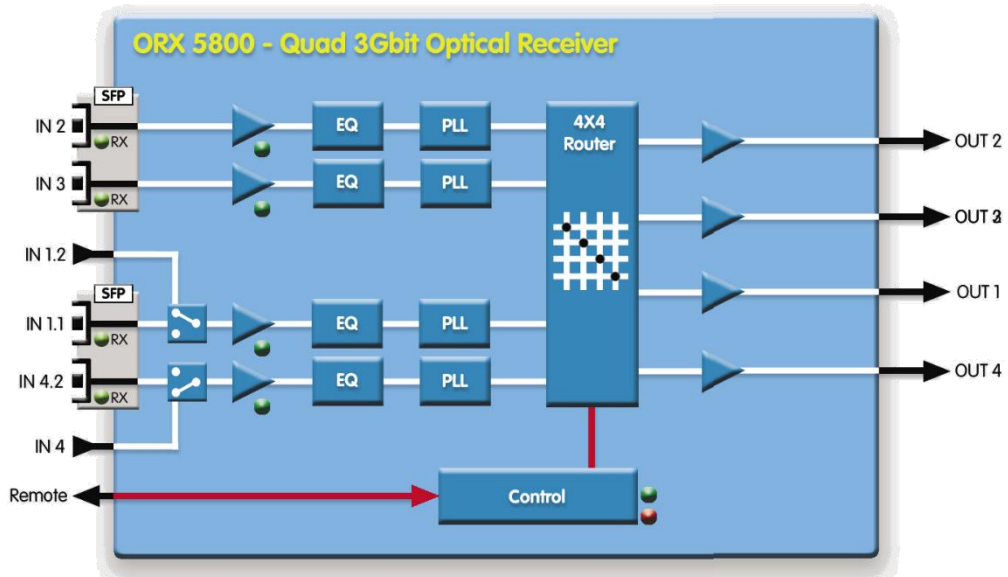 ORX 5800 - Quad 3Gbit Optical Receiver
SFP
IN 2
RX
EQ
PLL
4X4
Router
OUT 2
IN 3
RX
EQ
PLL
OUT 3
IN 1.2
SFP
IN 1.1
RX
EQ
PLL
OUT 1
IN 4.2
RX
EQ
PLL
OUT 4
IN 4
Remote
Control